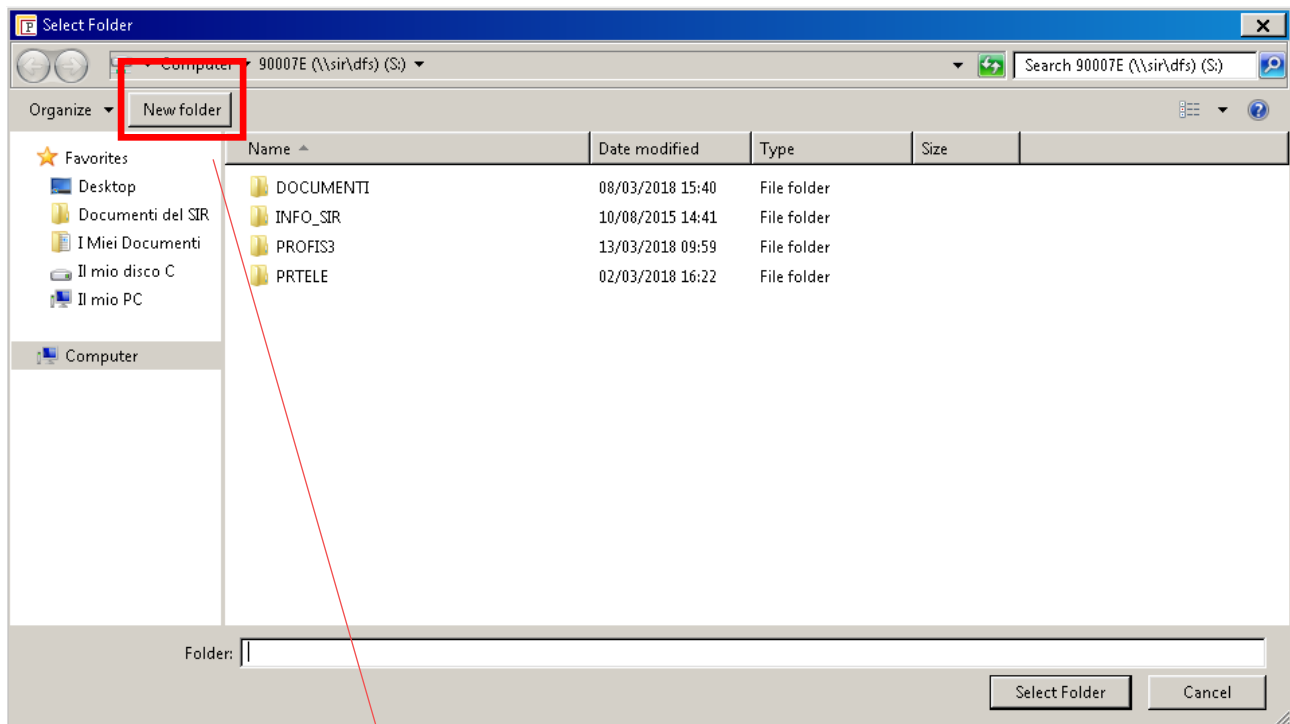 Select Folder
Computer 90007E (\\sir\dfs) (S:) Search 90007E (\\sir\dfs) (S:)
Organize New folder
Favorites
Desktop
Documenti del SIR
I Miei Documenti
Il mio disco C
Il mio PC
Computer
Name Date modified Type Size
DOCUMENTI 08/03/2018 15:40 File folder
INFO_SIR 10/08/2015 14:41 File folder
PROFIS3 13/03/2018 09:59 File folder
PRTELE 02/03/2018 16:22 File folder
Folder:
Select Folder Cancel